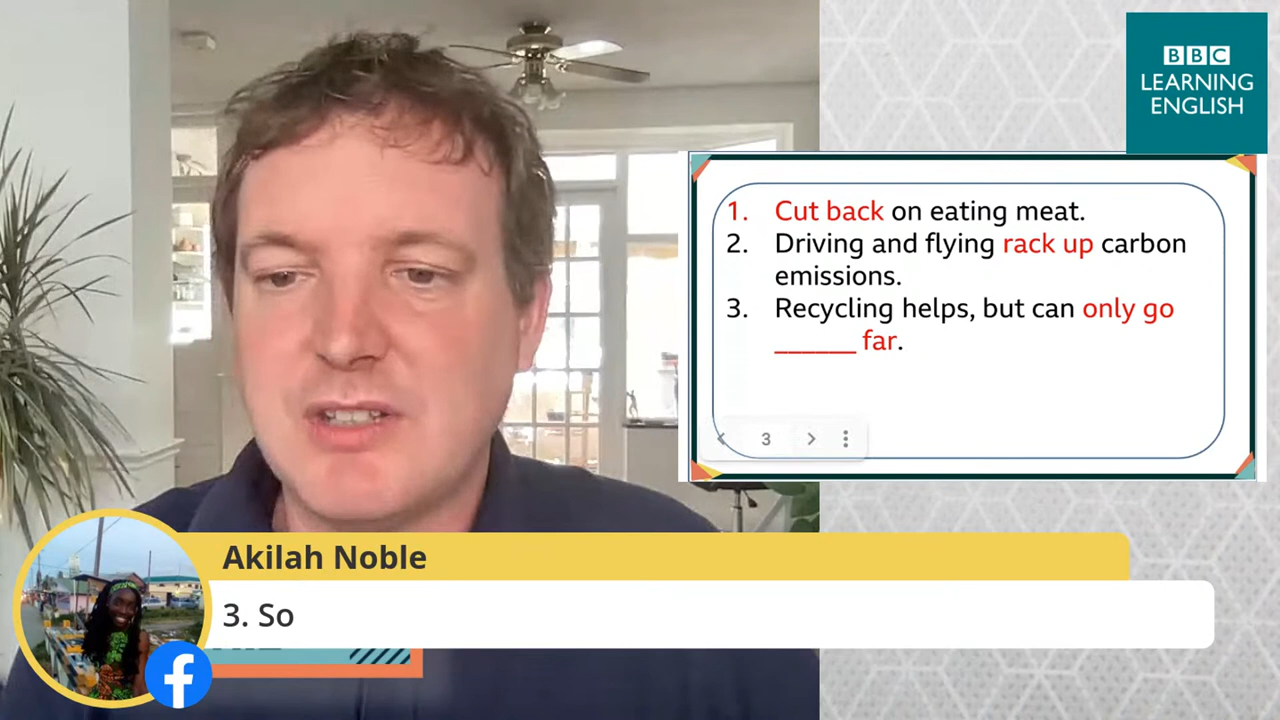 BBC
LEARNING
ENGLISH
1. Cut back on eating meat.
2. Driving and flying rack up carbon
emissions.
3. Recycling helps, but can only go
______ far.
3
Akilah Noble
3. So